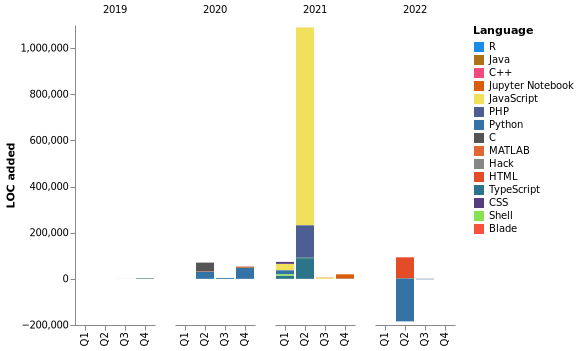 2019 2020 2021 2022
LOC added
1,000,000
800,000
600,000
400,000
200,000
0
−200,000
Q1 Q2 Q3 Q4 Q1 Q2 Q3 Q4 Q1 Q2 Q3 Q4 Q1 Q2 Q3 Q4
Language
R
Java
C++
Jupyter Notebook
JavaScript
PHP
Python
C
MATLAB
Hack
HTML
TypeScript
CSS
Shell
Blade